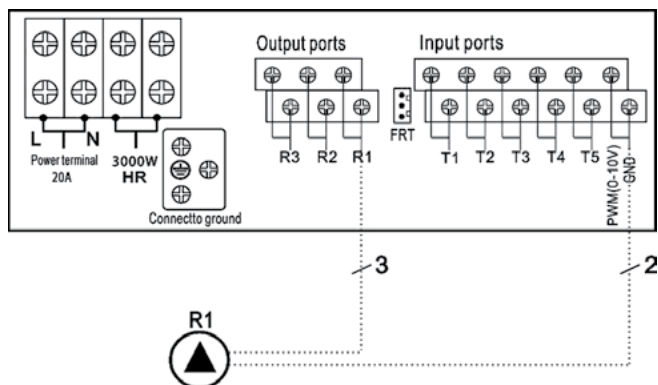 Output ports
Input ports
L N
Power terminal
20A
3000W
HR
Connectto ground
R3 R2 R1
FRT
T1 T2 T3 T4 T5
PWM(0-10V)
GND
3
2
R1